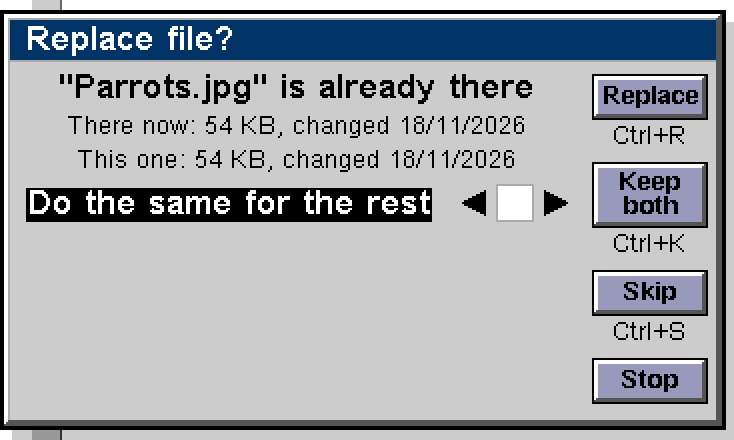 Replace file?
"Parrots.jpg" is already there
There now: 54 KB, changed 18/11/2026
This one: 54 KB, changed 18/11/2026
Do the same for the rest
Replace
Ctrl+R
Keep
both
Ctrl+K
Skip
Ctrl+S
Stop